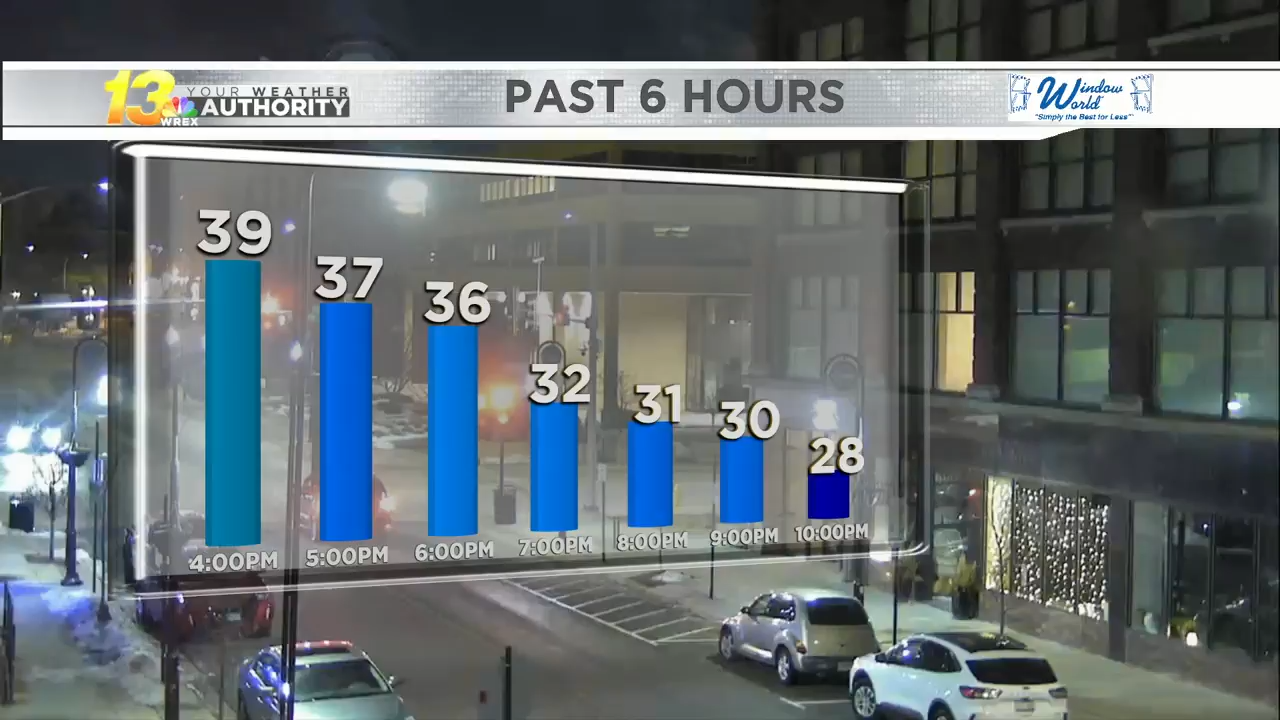 13
WREX
YOUR WEATHER
AUTHORITY
PAST 6 HOURS
Window
World
"Simply the Best for Less"
39
37
36
32
31
30
28
4:00PM
5:00PM
6:00PM
7:00PM
8:00PM
9:00PM
10:00PM